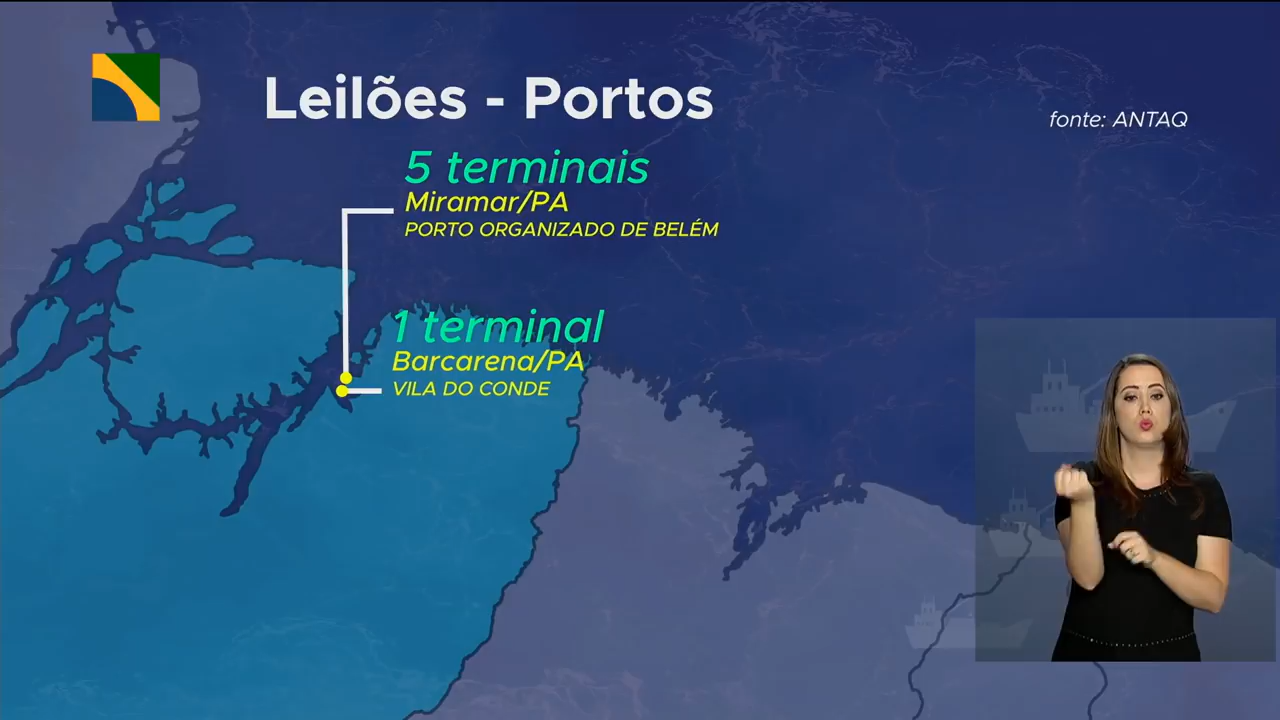 Leilões - Portos
fonte: ANTAQ
5 terminais
Miramar/PA
PORTO ORGANIZADO DE BELÉM
1 terminal
Barcarena/PA
VILA DO CONDE